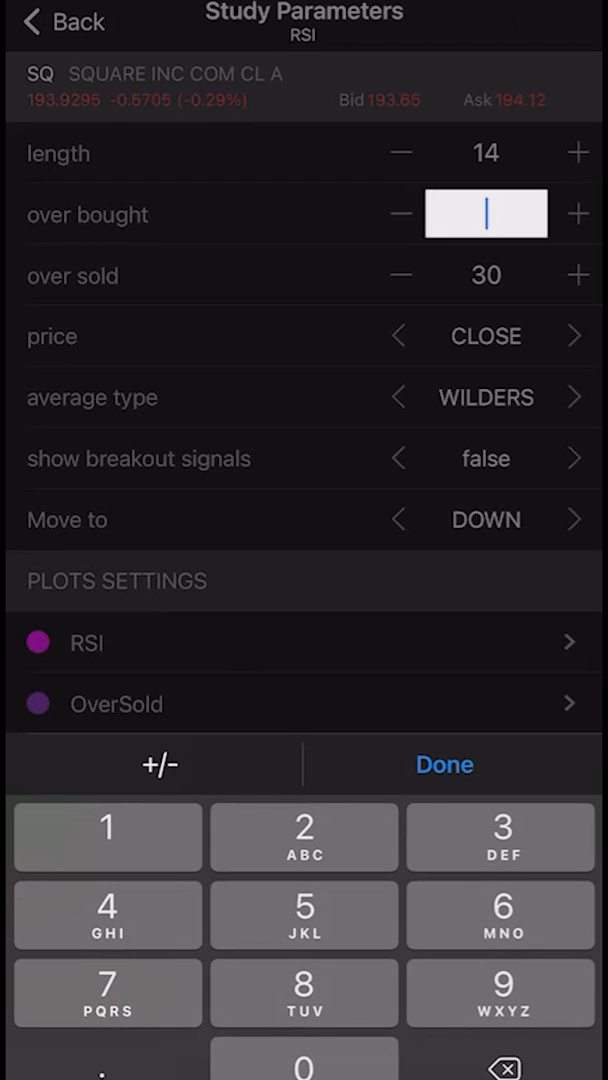 Back
Study Parameters
RSI
SQ SQUARE INC COM CL A
193.9295 -0.5705 (-0.29%) Bid 193.65 Ask 194.12
length 14
over bought
over sold 30
price CLOSE
average type WILDERS
show breakout signals false
Move to DOWN
PLOTS SETTINGS
RSI
OverSold
+/- Done
1 2 3
ABC DEF
4 5 6
GHI JKL MNO
7 8 9
PQRS TUV WXYZ
. 0